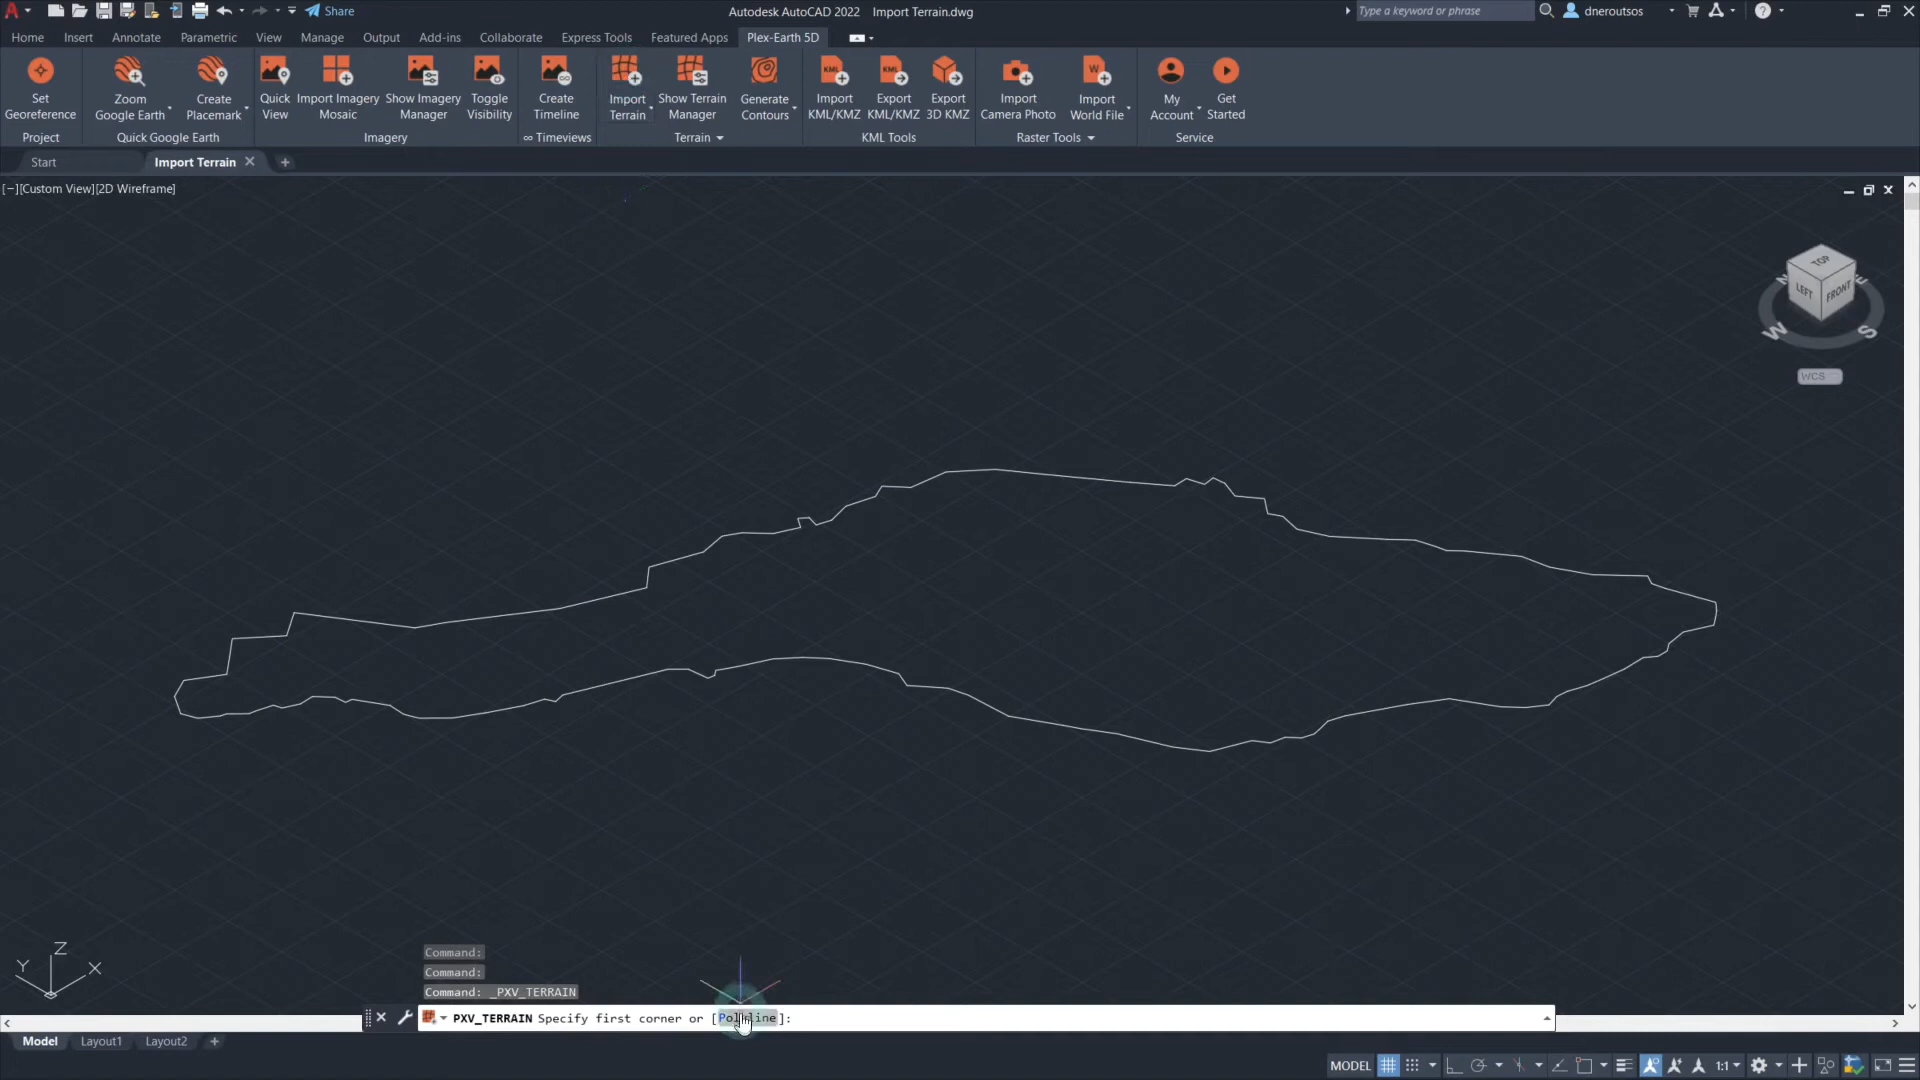 Share
Autodesk AutoCAD 2022 Import Terrain.dwg
Type a keyword or phrase
dneroutsos
Home Insert Annotate Parametric View Manage Output Add-ins Collaborate Express Tools Featured Apps Plex-Earth 5D
Set Georeference
Zoom Google Earth
Create Placemark
Quick View
Import Imagery Mosaic
Show Imagery Manager
Toggle Visibility
Create Timeline
Import Terrain
Show Terrain Manager
Generate Contours
Import KML/KMZ
Export KML/KMZ
Export 3D KMZ
Import Camera Photo
Import World File
My Account
Get Started
Project Quick Google Earth Imagery ∞ Timeviews Terrain KML Tools Raster Tools Service
Start Import Terrain
[−][Custom View][2D Wireframe]
TOP
LEFT FRONT
N E
W S
WCS
Z
Y X
Command:
Command:
Command: _PXV_TERRAIN
PXV_TERRAIN Specify first corner or [Polyline]:
Model Layout1 Layout2
MODEL 1:1